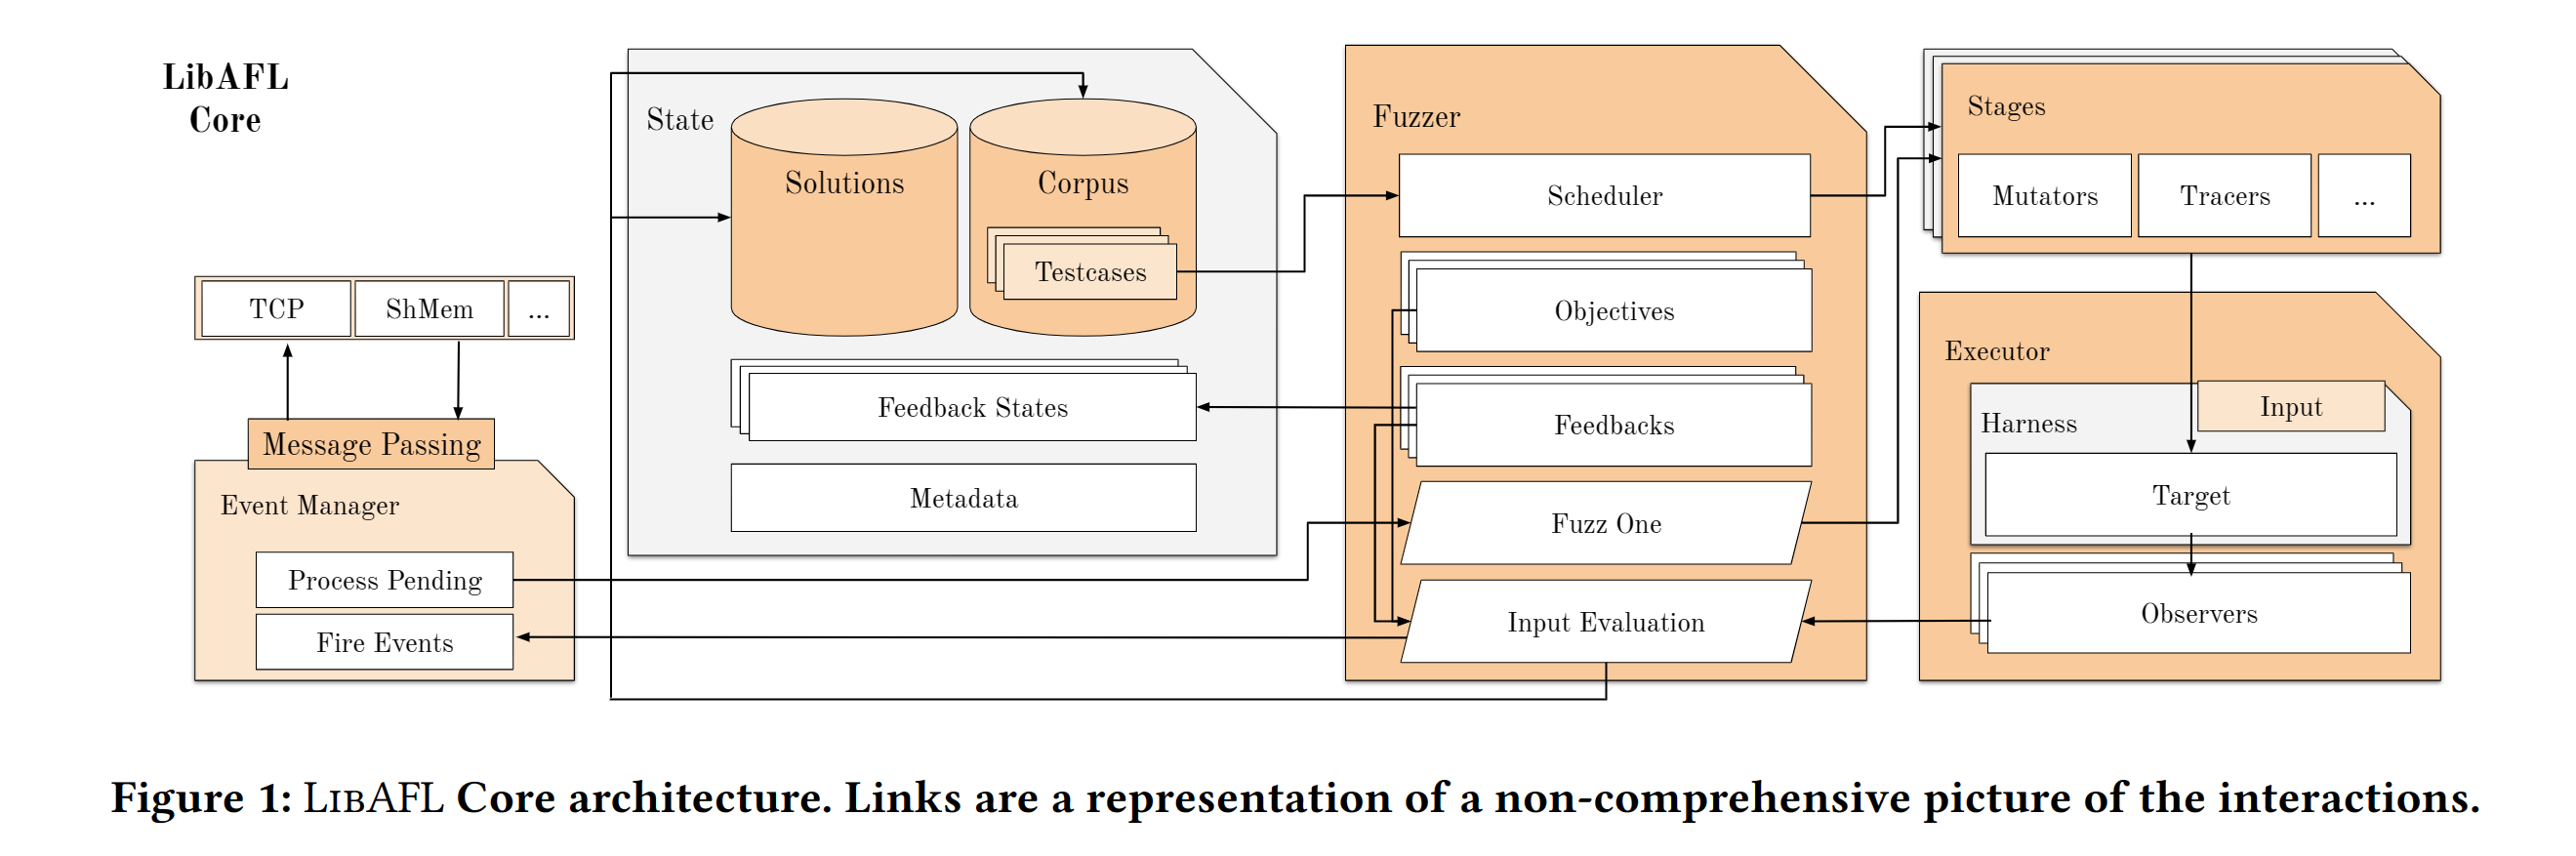 LibAFL
Core
State
Solutions
Corpus
Testcases
Feedback States
Metadata
TCP
ShMem
...
Message Passing
Event Manager
Process Pending
Fire Events
Fuzzer
Scheduler
Objectives
Feedbacks
Fuzz One
Input Evaluation
Stages
Mutators
Tracers
...
Executor
Input
Harness
Target
Observers
Figure 1: LibAFL Core architecture. Links are a representation of a non-comprehensive picture of the interactions.